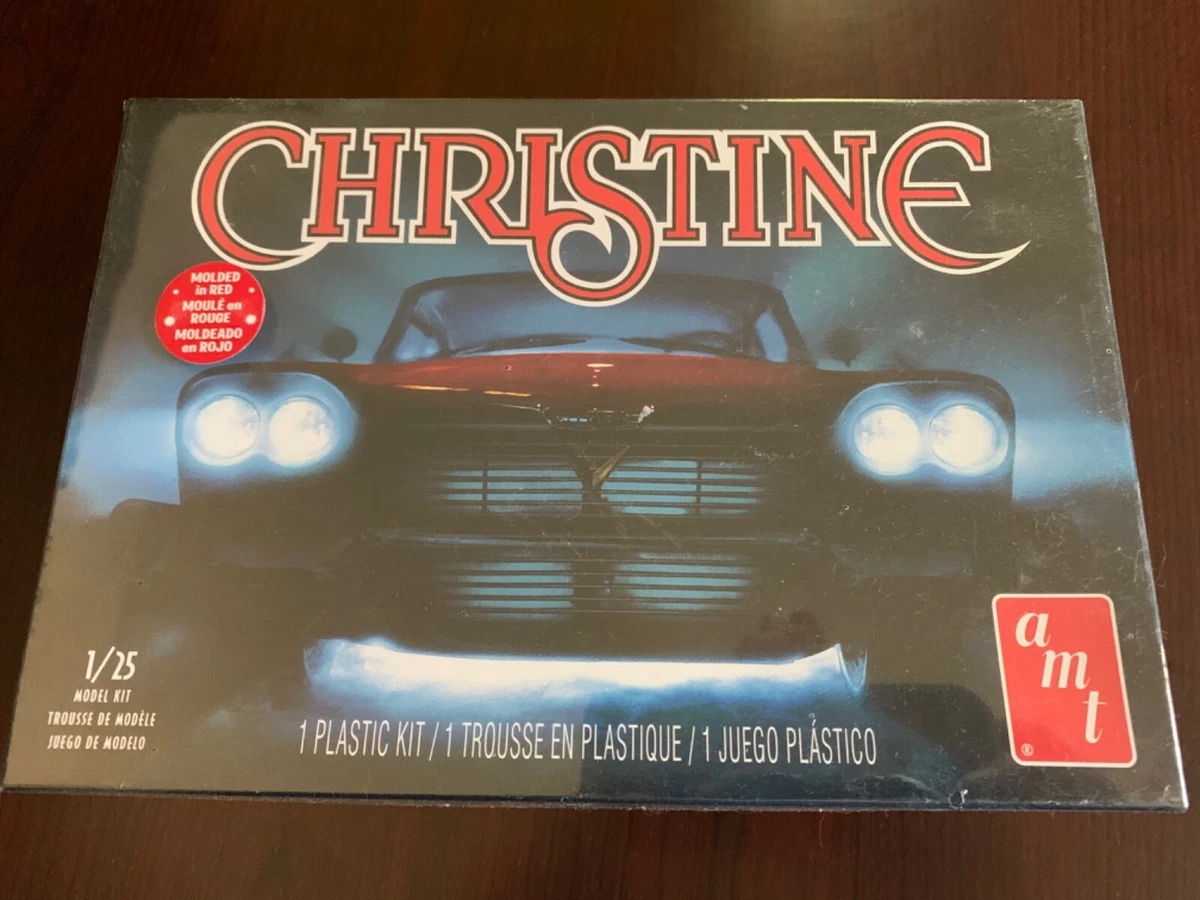 CHRISTINE
MOLDED
in RED
MOULÉ en
ROUGE
MOLDEADO
en ROJO
1/25
MODEL KIT
TROUSSE DE MODÈLE
JUEGO DE MODELO
1 PLASTIC KIT / 1 TROUSSE EN PLASTIQUE / 1 JUEGO PLÁSTICO
amt
®